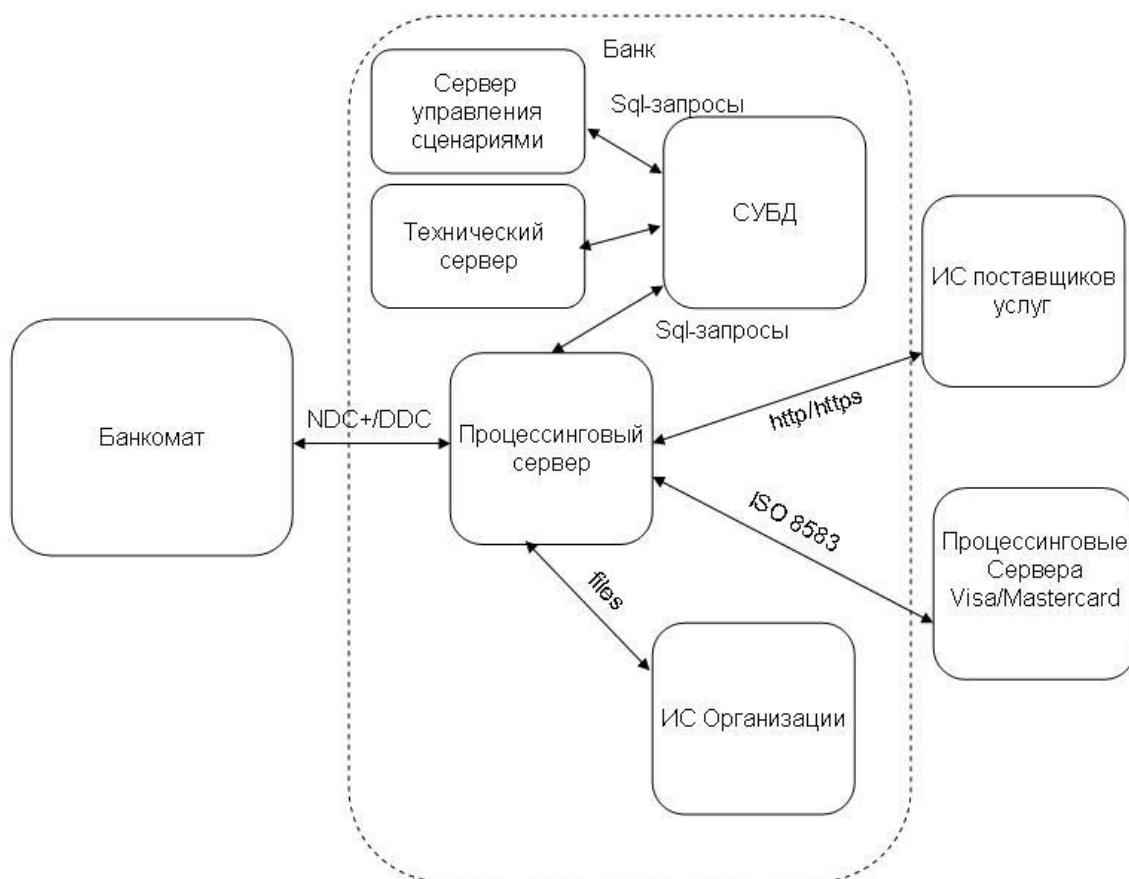 Банк
Сервер
управления
сценариями
Sql-запросы
СУБД
Технический
сервер
ИС поставщиков
услуг
Sql-запросы
Банкомат
NDC+/DDC
Процессинговый
сервер
http/https
ISO 8583
Процессинговые
Сервера
Visa/Mastercard
files
ИС Организации